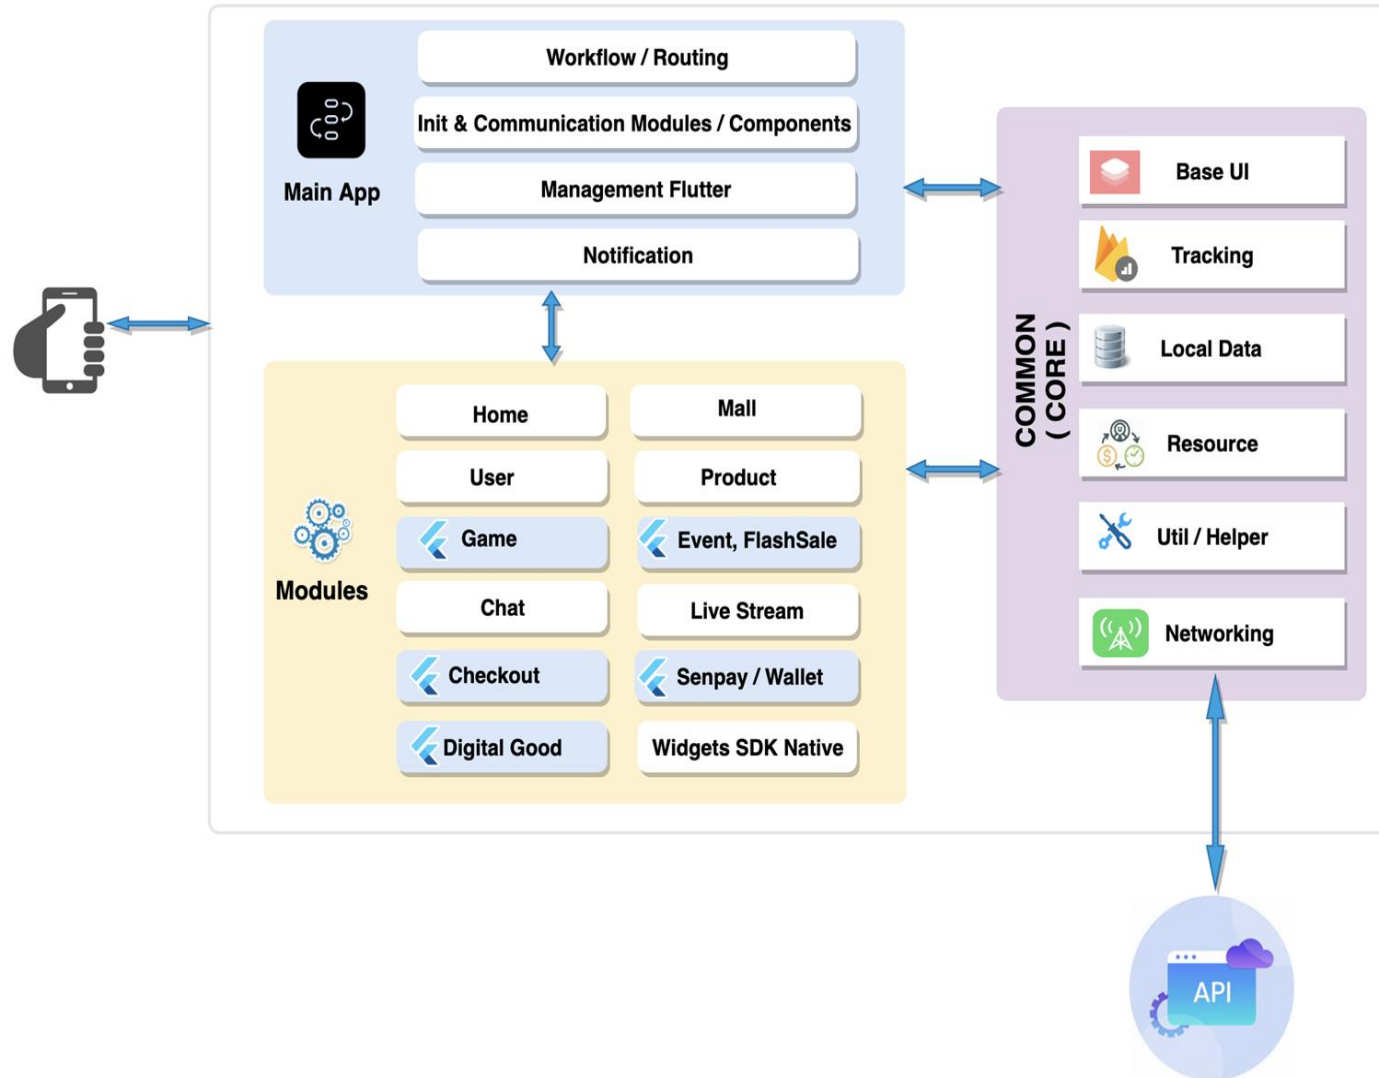 Main App
Workflow / Routing
Init & Communication Modules / Components
Management Flutter
Notification
Modules
Home
Mall
User
Product
Game
Event, FlashSale
Chat
Live Stream
Checkout
Senpay / Wallet
Digital Good
Widgets SDK Native
COMMON
( CORE )
Base UI
Tracking
Local Data
Resource
Util / Helper
Networking
API